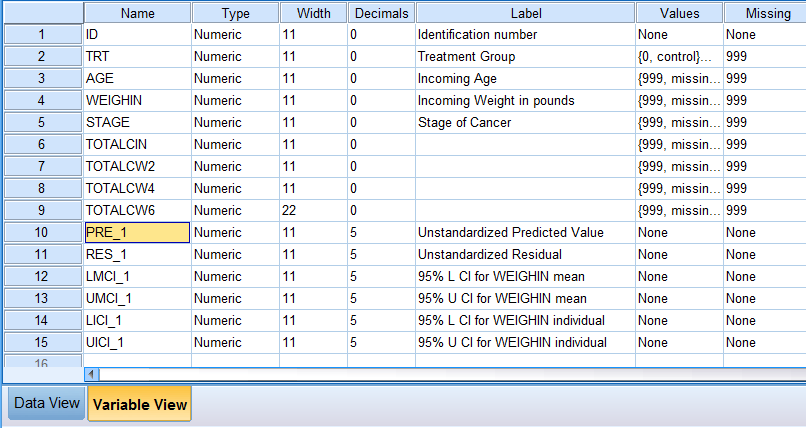 Name Type Width Decimals Label Values Missing
1 ID Numeric 11 0 Identification number None None
2 TRT Numeric 11 0 Treatment Group {0, control}... 999
3 AGE Numeric 11 0 Incoming Age {999, missin... 999
4 WEIGHIN Numeric 11 0 Incoming Weight in pounds {999, missin... 999
5 STAGE Numeric 11 0 Stage of Cancer {999, missin... 999
6 TOTALCIN Numeric 11 0 {999, missin... 999
7 TOTALCW2 Numeric 11 0 {999, missin... 999
8 TOTALCW4 Numeric 11 0 {999, missin... 999
9 TOTALCW6 Numeric 22 0 {999, missin... 999
10 PRE_1 Numeric 11 5 Unstandardized Predicted Value None None
11 RES_1 Numeric 11 5 Unstandardized Residual None None
12 LMCI_1 Numeric 11 5 95% L CI for WEIGHIN mean None None
13 UMCI_1 Numeric 11 5 95% U CI for WEIGHIN mean None None
14 LICI_1 Numeric 11 5 95% L CI for WEIGHIN individual None None
15 UICI_1 Numeric 11 5 95% U CI for WEIGHIN individual None None
16
Data View Variable View